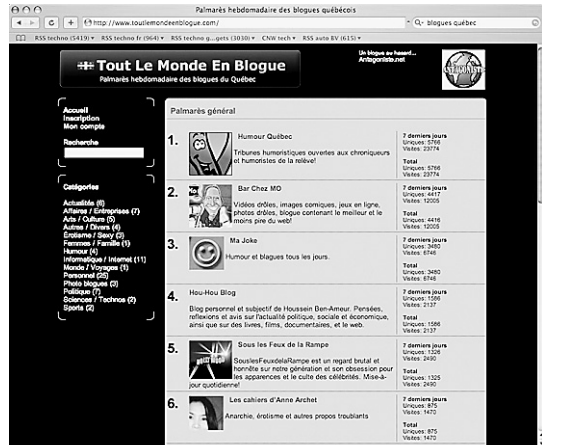 Palmarès hebdomadaire des blogues québécois
http://www.toutlemondeenblogue.com/
blogues québec
RSS techno (5419) RSS techno fr (964) RSS techno g...gets (3030) CNW tech RSS auto BV (615)
Tout Le Monde En Blogue
Palmarès hebdomadaire des blogues du Québec
Un blogue au hasard...
Antagoniste.net
ANTAGONISTE
Accueil
Inscription
Mon compte
Recherche
Catégories
Actualités (6)
Affaires / Entreprises (7)
Arts / Culture (5)
Autres / Divers (4)
Érotisme / Sexy (3)
Femmes / Famille (1)
Humour (4)
Informatique / Internet (11)
Monde / Voyages (1)
Personnel (25)
Photo blogues (3)
Politique (7)
Sciences / Technos (2)
Sports (2)
Palmarès général
1.
Humour Québec
Tribunes humoristiques ouvertes aux chroniqueurs
et humoristes de la relève!
7 derniers jours
Uniques: 5766
Visites: 23774
Total
Uniques: 5766
Visites: 23774
2.
Bar Chez MO
Vidéos drôles, images comiques, jeux en ligne,
photos drôles, blogue contenant le meilleur et le
moins pire du web!
7 derniers jours
Uniques: 4417
Visites: 12005
Total
Uniques: 4416
Visites: 12005
3.
Ma Joke
Humour et blagues tous les jours.
7 derniers jours
Uniques: 3480
Visites: 6746
Total
Uniques: 3480
Visites: 6746
4.
Hou-Hou Blog
Blog personnel et subjectif de Houssein Ben-Ameur. Pensées,
reflexions et avis sur l'actualité politique, sociale et économique,
ainsi que sur des livres, films, documentaires, et le web.
7 derniers jours
Uniques: 1586
Visites: 2137
Total
Uniques: 1586
Visites: 2137
5.
Sous les Feux de la Rampe
SouslesFeuxdelaRampe est un regard brutal et
honnête sur notre génération et son obsession pour
les apparences et le culte des célébrités. Mise-à-
jour quotidienne!
7 derniers jours
Uniques: 1326
Visites: 2490
Total
Uniques: 1325
Visites: 2490
6.
Les cahiers d'Anne Archet
Anarchie, érotisme et autres propos troublants
7 derniers jours
Uniques: 875
Visites: 1470
Total
Uniques: 875
Visites: 1470